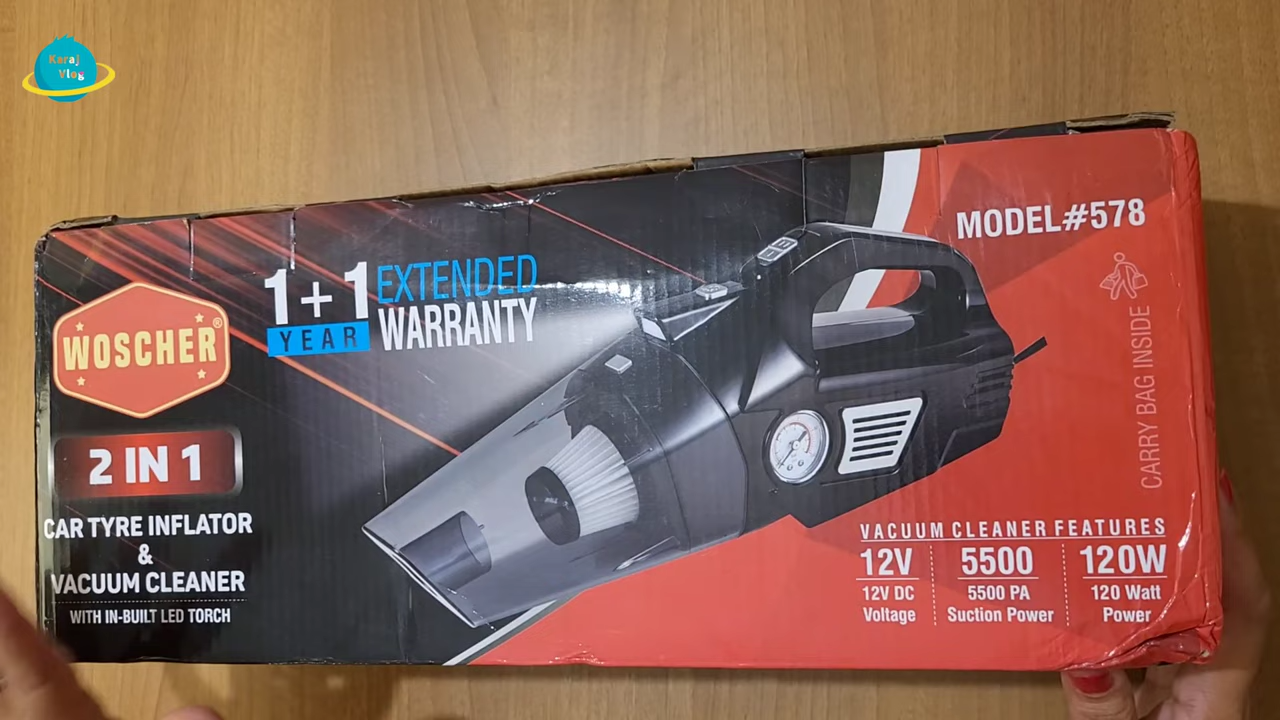 Karaj
Vlog
MODEL#578
1+1
YEAR
EXTENDED
WARRANTY
WOSCHER®
2 IN 1
CAR TYRE INFLATOR
&
VACUUM CLEANER
WITH IN-BUILT LED TORCH
CARRY BAG INSIDE
VACUUM CLEANER FEATURES
12V
12V DC
Voltage
5500
5500 PA
Suction Power
120W
120 Watt
Power